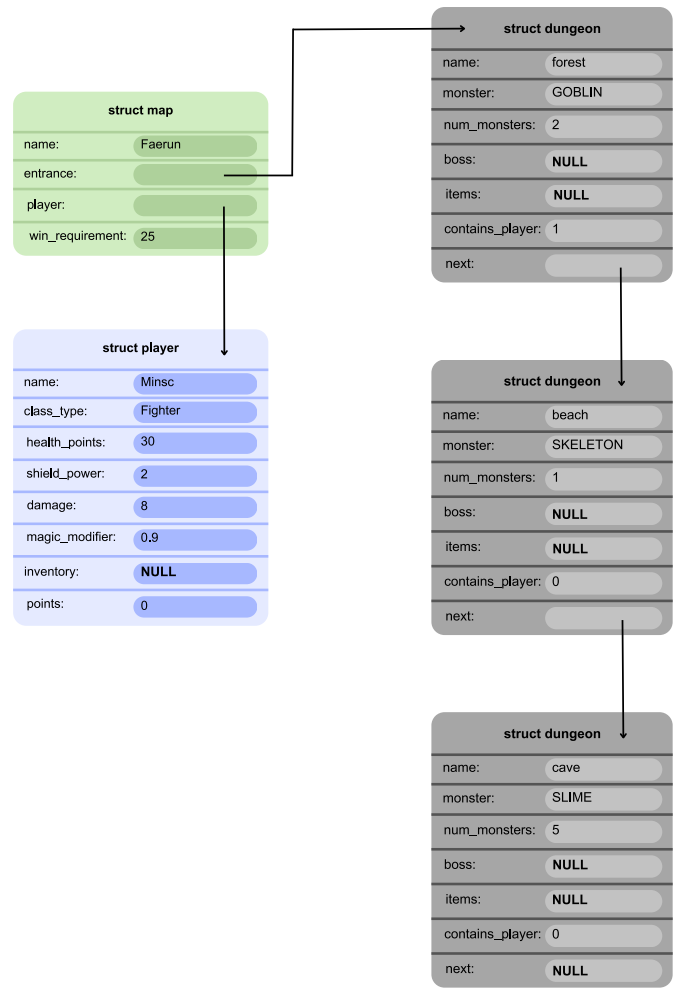 struct map
name: Faerun
entrance:
player:
win_requirement: 25
struct player
name: Minsc
class_type: Fighter
health_points: 30
shield_power: 2
damage: 8
magic_modifier: 0.9
inventory: NULL
points: 0
struct dungeon
name: forest
monster: GOBLIN
num_monsters: 2
boss: NULL
items: NULL
contains_player: 1
next:
struct dungeon
name: beach
monster: SKELETON
num_monsters: 1
boss: NULL
items: NULL
contains_player: 0
next:
struct dungeon
name: cave
monster: SLIME
num_monsters: 5
boss: NULL
items: NULL
contains_player: 0
next: NULL